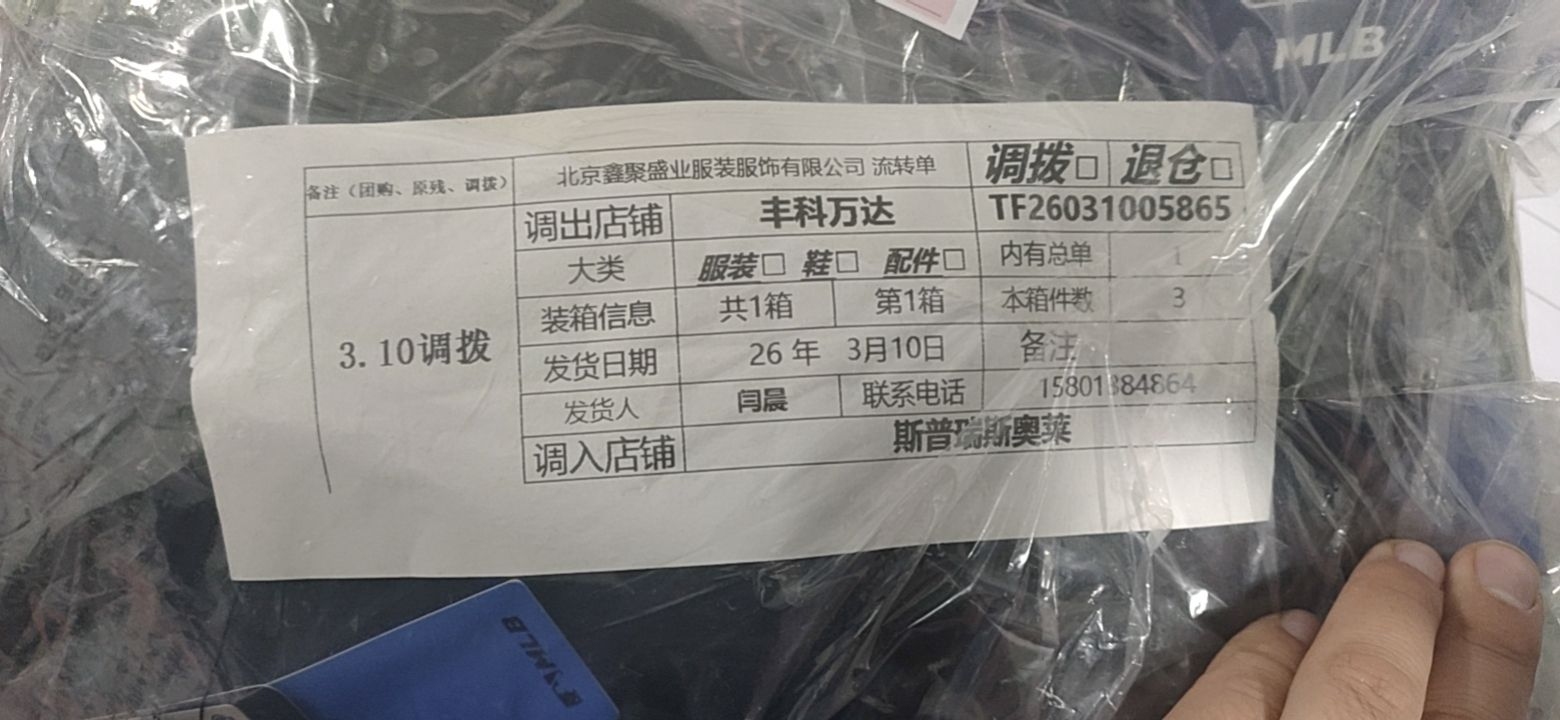 MLB
备注（团购、原残、调拨） 北京鑫聚盛业服装服饰有限公司 流转单 调拨□ 退仓□
调出店铺 丰科万达 TF26031005865
大类 服装□ 鞋□ 配件□ 内有总单 1
装箱信息 共1箱 第1箱 本箱件数 3
3.10调拨
发货日期 26 年 3月10日 备注
发货人 闫晨 联系电话 15801384864
调入店铺 斯普瑞斯奥莱
MLB